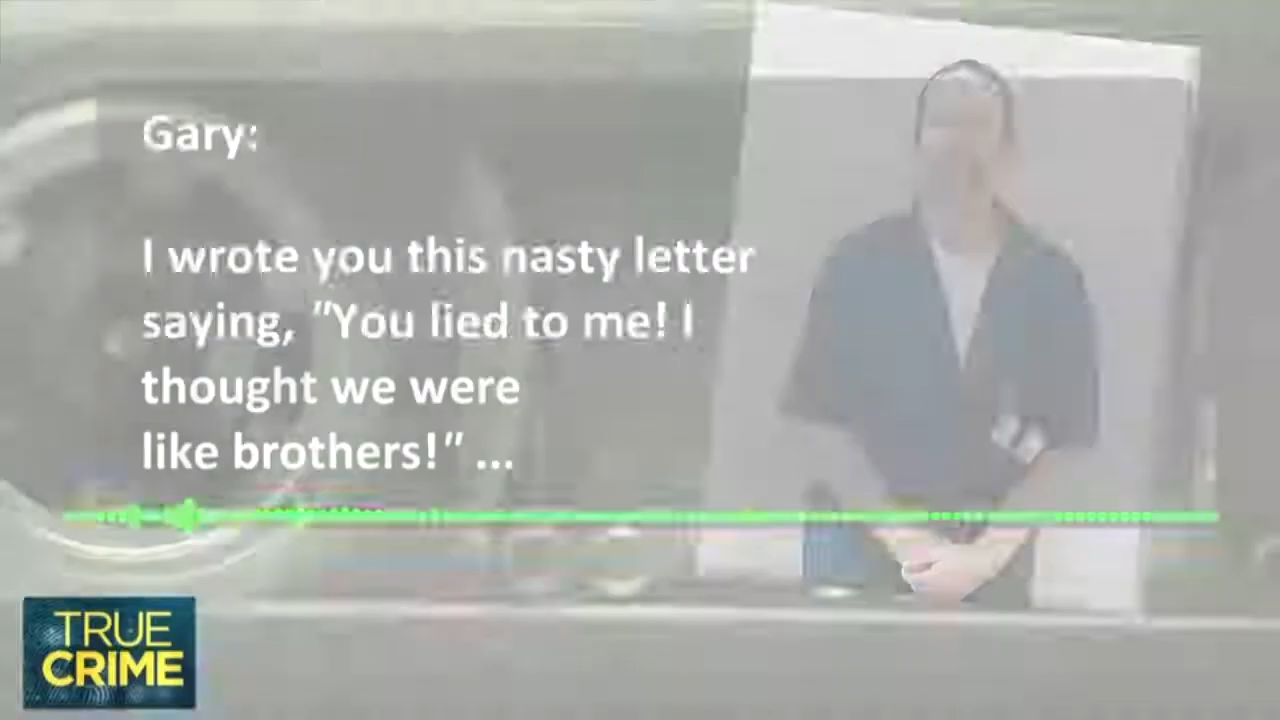 Gary:
I wrote you this nasty letter
saying, "You lied to me! I
thought we were
like brothers!" ...
TRUE
CRIME